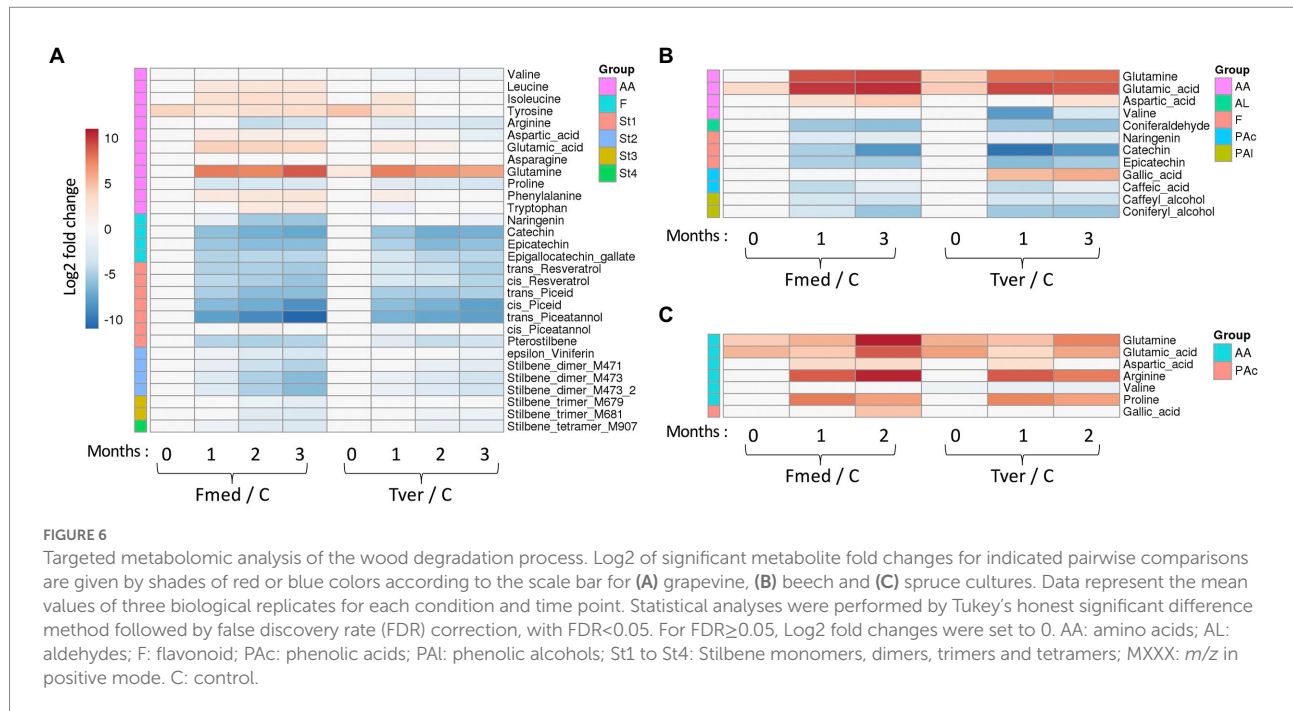 A
Valine
Leucine
Isoleucine
Tyrosine
Arginine
Aspartic_acid
Glutamic_acid
Asparagine
Glutamine
Proline
Phenylalanine
Tryptophan
Naringenin
Catechin
Epicatechin
Epigallocatechin_gallate
trans_Resveratrol
cis_Resveratrol
trans_Piceid
cis_Piceid
trans_Piceatannol
cis_Piceatannol
Pterostilbene
epsilon_Viniferin
Stilbene_dimer_M471
Stilbene_dimer_M473
Stilbene_dimer_M473_2
Stilbene_trimer_M679
Stilbene_trimer_M681
Stilbene_tetramer_M907
Group
AA
F
St1
St2
St3
St4
Log2 fold change
10
5
0
-5
-10
Months : 0 1 2 3 0 1 2 3
Fmed / C Tver / C
B
Glutamine
Glutamic_acid
Aspartic_acid
Valine
Coniferaldehyde
Naringenin
Catechin
Epicatechin
Gallic_acid
Caffeic_acid
Caffeyl_alcohol
Coniferyl_alcohol
Group
AA
AL
F
PAc
PAl
Months : 0 1 3 0 1 3
Fmed / C Tver / C
C
Glutamine
Glutamic_acid
Aspartic_acid
Arginine
Valine
Proline
Gallic_acid
Group
AA
PAc
Months : 0 1 2 0 1 2
Fmed / C Tver / C
FIGURE 6
Targeted metabolomic analysis of the wood degradation process. Log2 of significant metabolite fold changes for indicated pairwise comparisons
are given by shades of red or blue colors according to the scale bar for (A) grapevine, (B) beech and (C) spruce cultures. Data represent the mean
values of three biological replicates for each condition and time point. Statistical analyses were performed by Tukey's honest significant difference
method followed by false discovery rate (FDR) correction, with FDR<0.05. For FDR≥0.05, Log2 fold changes were set to 0. AA: amino acids; AL:
aldehydes; F: flavonoid; PAc: phenolic acids; PAl: phenolic alcohols; St1 to St4: Stilbene monomers, dimers, trimers and tetramers; MXXX: m/z in
positive mode. C: control.